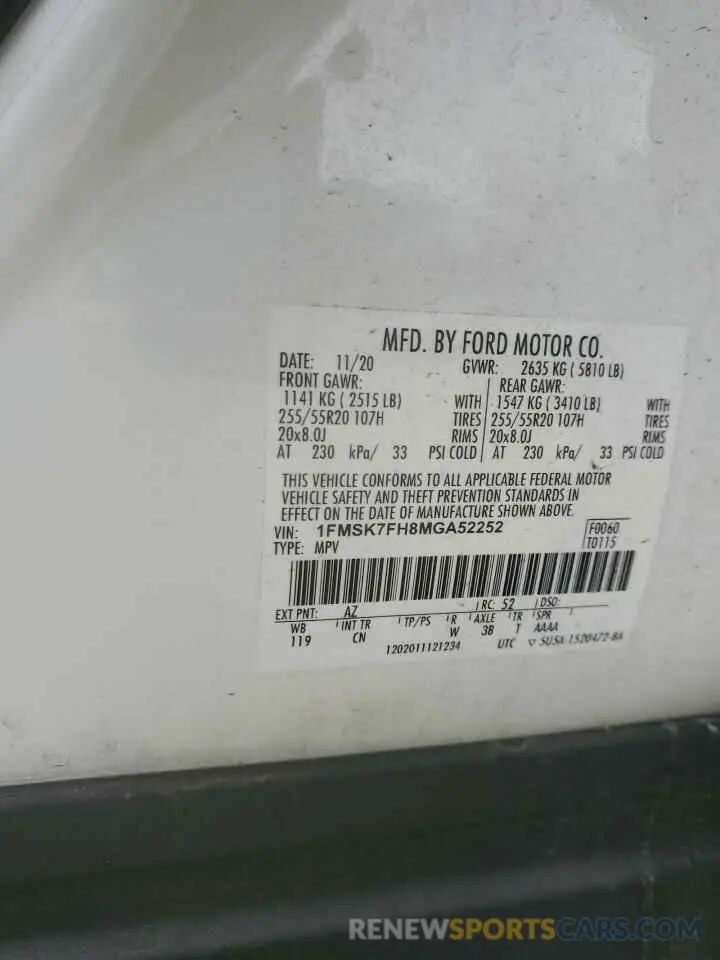 MFD. BY FORD MOTOR CO.
DATE: 11/20 GVWR: 2635 KG ( 5810 LB)
FRONT GAWR: REAR GAWR:
1141 KG ( 2515 LB) WITH 1547 KG ( 3410 LB) WITH
255/55R20 107H TIRES 255/55R20 107H TIRES
20x8.0J RIMS 20x8.0J RIMS
AT 230 kPa/ 33 PSI COLD AT 230 kPa/ 33 PSI COLD
THIS VEHICLE CONFORMS TO ALL APPLICABLE FEDERAL MOTOR
VEHICLE SAFETY AND THEFT PREVENTION STANDARDS IN
EFFECT ON THE DATE OF MANUFACTURE SHOWN ABOVE.
VIN: 1FMSK7FH8MGA52252 F0060
TYPE: MPV T0115
EXT PNT: AZ RC: 52 DSO:
WB INT TR TP/PS R AXLE TR SPR
119 CN W 3B T AAAA
1202011121234 UTC ▽ 5U5A-1520472-BA
RENEWSPORTSCARS.COM